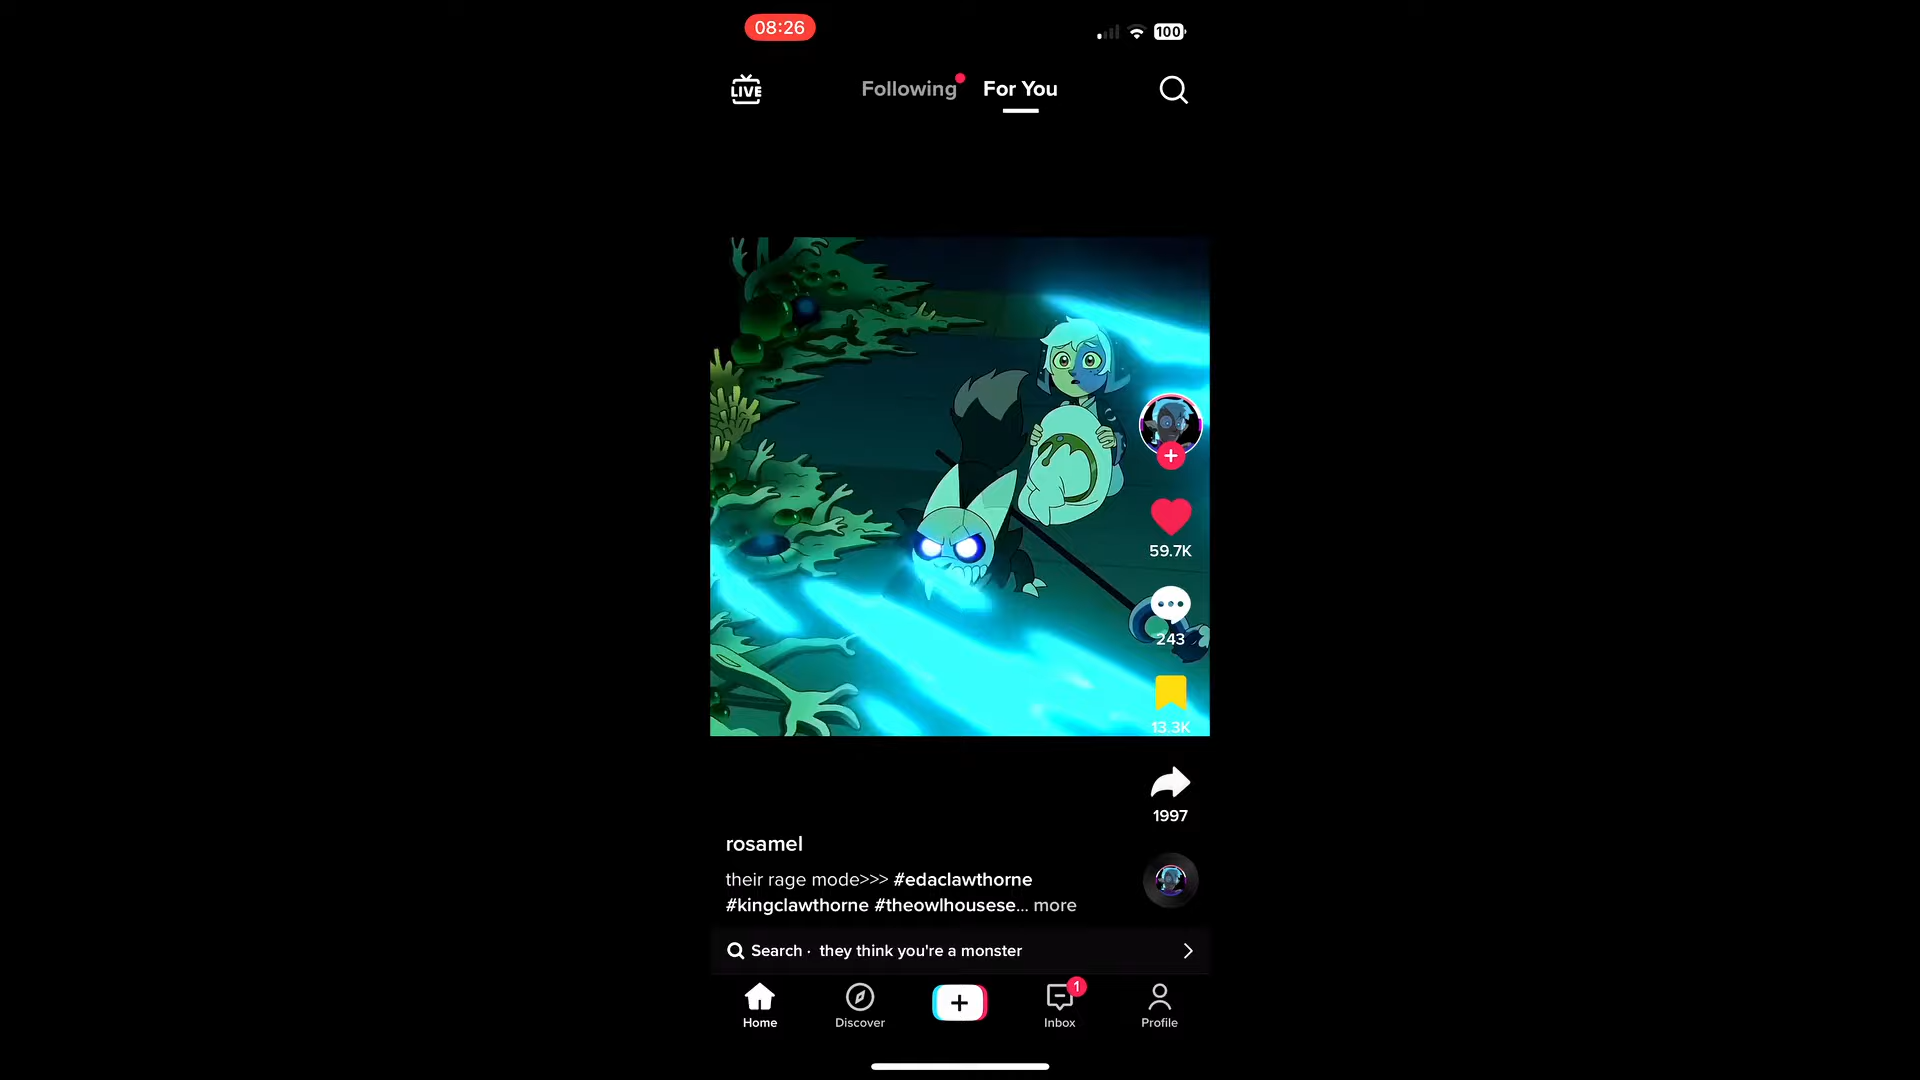 08:26
100
LIVE
Following
For You
59.7K
243
13.3K
1997
rosamel
their rage mode>>> #edaclawthorne
#kingclawthorne #theowlhousese... more
Search · they think you're a monster
1
Home
Discover
Inbox
Profile